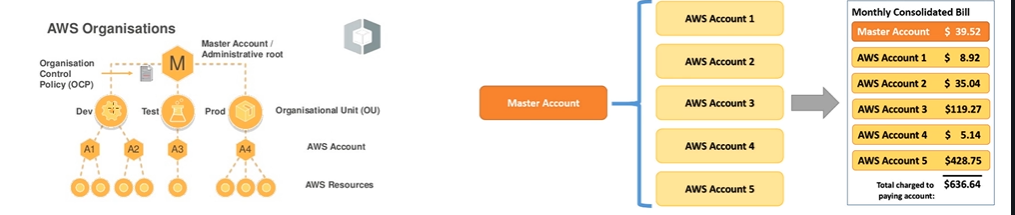 AWS Organisations
Master Account /
Administrative root
M
Organisation
Control
Policy (OCP)
Dev
Test
Prod
Organisational Unit (OU)
A1
A2
A3
A4
AWS Account
AWS Resources
Master Account
AWS Account 1
AWS Account 2
AWS Account 3
AWS Account 4
AWS Account 5
Monthly Consolidated Bill
Master Account $ 39.52
AWS Account 1 $ 8.92
AWS Account 2 $ 35.04
AWS Account 3 $119.27
AWS Account 4 $ 5.14
AWS Account 5 $428.75
Total charged to $636.64
paying account: